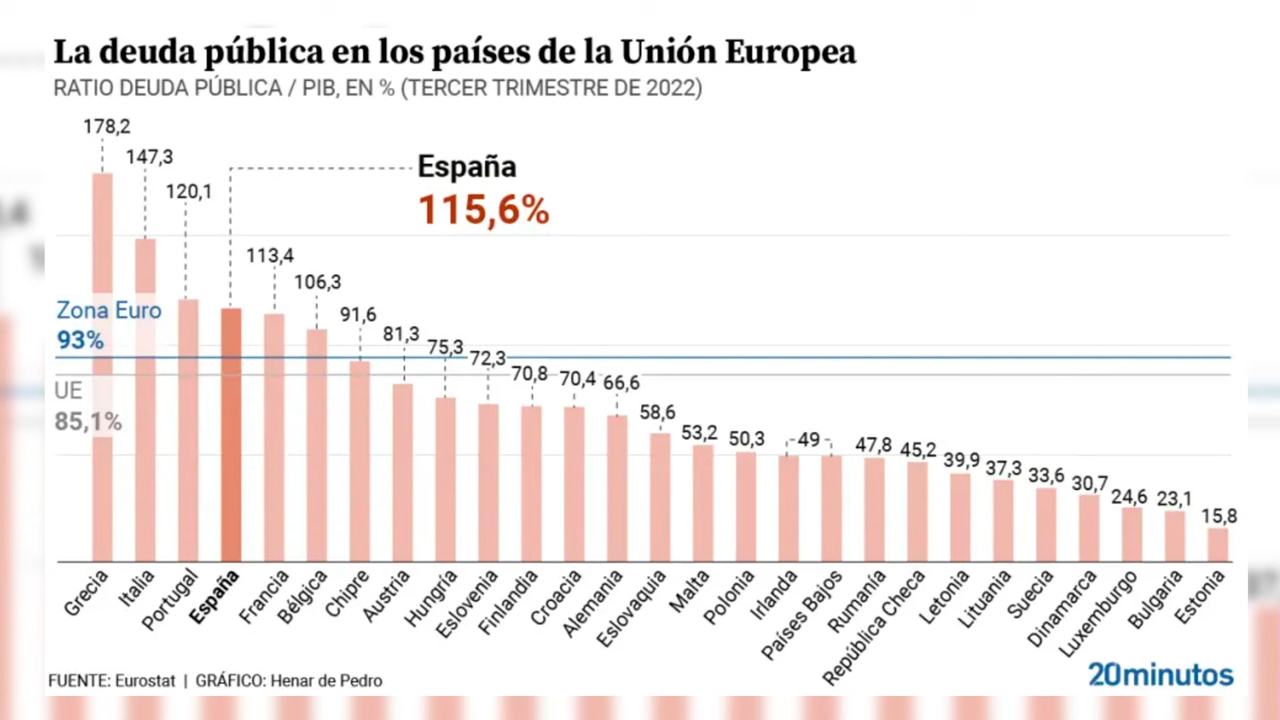 La deuda pública en los países de la Unión Europea
RATIO DEUDA PÚBLICA / PIB, EN % (TERCER TRIMESTRE DE 2022)
178,2
147,3
120,1
España
115,6%
113,4
106,3
91,6
81,3
75,3
72,3
70,8
70,4
66,6
58,6
53,2
50,3
49
47,8
45,2
39,9
37,3
33,6
30,7
24,6
23,1
15,8
Zona Euro
93%
UE
85,1%
Grecia
Italia
Portugal
España
Francia
Bélgica
Chipre
Austria
Hungría
Eslovenia
Finlandia
Croacia
Alemania
Eslovaquia
Malta
Polonia
Irlanda
Países Bajos
Rumanía
República Checa
Letonia
Lituania
Suecia
Dinamarca
Luxemburgo
Bulgaria
Estonia
FUENTE: Eurostat | GRÁFICO: Henar de Pedro
20minutos